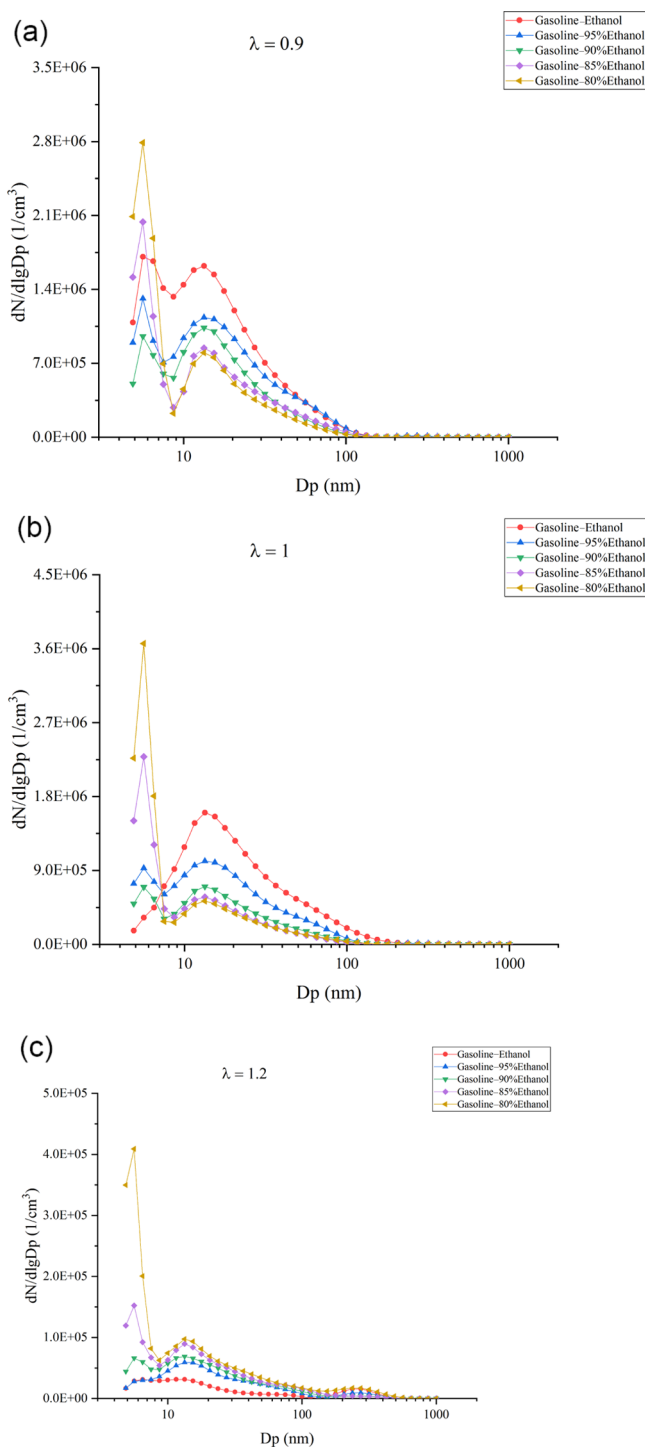 (a)
λ = 0.9
Gasoline–Ethanol
Gasoline–95%Ethanol
Gasoline–90%Ethanol
Gasoline–85%Ethanol
Gasoline–80%Ethanol
3.5E+06
2.8E+06
2.1E+06
1.4E+06
7.0E+05
0.0E+00
dN/dlgDp (1/cm³)
10
100
1000
Dp (nm)
(b)
λ = 1
Gasoline–Ethanol
Gasoline–95%Ethanol
Gasoline–90%Ethanol
Gasoline–85%Ethanol
Gasoline–80%Ethanol
4.5E+06
3.6E+06
2.7E+06
1.8E+06
9.0E+05
0.0E+00
dN/dlgDp (1/cm³)
10
100
1000
Dp (nm)
(c)
λ = 1.2
Gasoline–Ethanol
Gasoline–95%Ethanol
Gasoline–90%Ethanol
Gasoline–85%Ethanol
Gasoline–80%Ethanol
5.0E+05
4.0E+05
3.0E+05
2.0E+05
1.0E+05
0.0E+00
dN/dlgDp (1/cm³)
10
100
1000
Dp (nm)